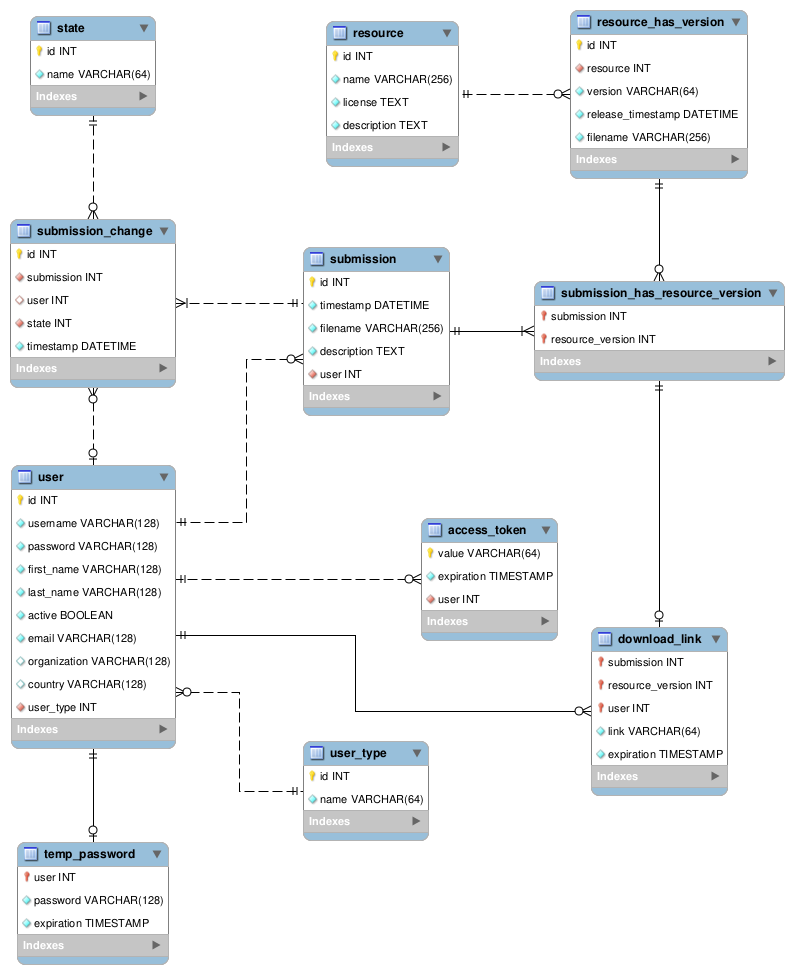 state
id INT
name VARCHAR(64)
Indexes
resource
id INT
name VARCHAR(256)
license TEXT
description TEXT
Indexes
resource_has_version
id INT
resource INT
version VARCHAR(64)
release_timestamp DATETIME
filename VARCHAR(256)
Indexes
submission_change
id INT
submission INT
user INT
state INT
timestamp DATETIME
Indexes
submission
id INT
timestamp DATETIME
filename VARCHAR(256)
description TEXT
user INT
Indexes
submission_has_resource_version
submission INT
resource_version INT
Indexes
user
id INT
username VARCHAR(128)
password VARCHAR(128)
first_name VARCHAR(128)
last_name VARCHAR(128)
active BOOLEAN
email VARCHAR(128)
organization VARCHAR(128)
country VARCHAR(128)
user_type INT
Indexes
access_token
value VARCHAR(64)
expiration TIMESTAMP
user INT
Indexes
download_link
submission INT
resource_version INT
user INT
link VARCHAR(64)
expiration TIMESTAMP
Indexes
user_type
id INT
name VARCHAR(64)
Indexes
temp_password
user INT
password VARCHAR(128)
expiration TIMESTAMP
Indexes